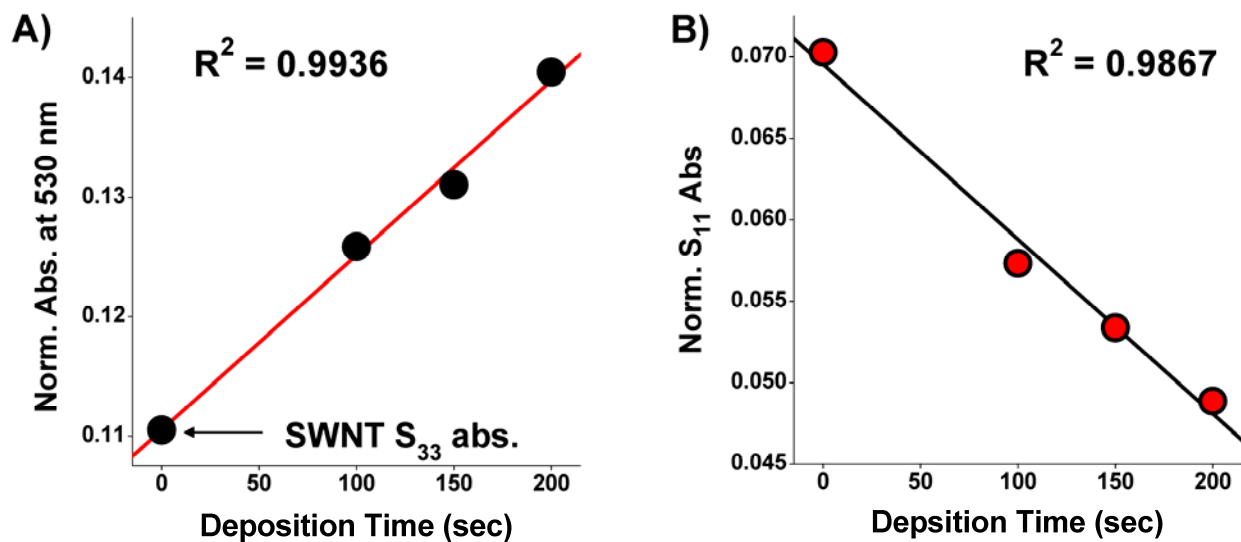 A)
R² = 0.9936
Norm. Abs. at 530 nm
0.14
0.13
0.12
0.11
SWNT S₃₃ abs.
0 50 100 150 200
Deposition Time (sec)
B)
R² = 0.9867
Norm. S₁₁ Abs
0.070
0.065
0.060
0.055
0.050
0.045
0 50 100 150 200
Depsition Time (sec)